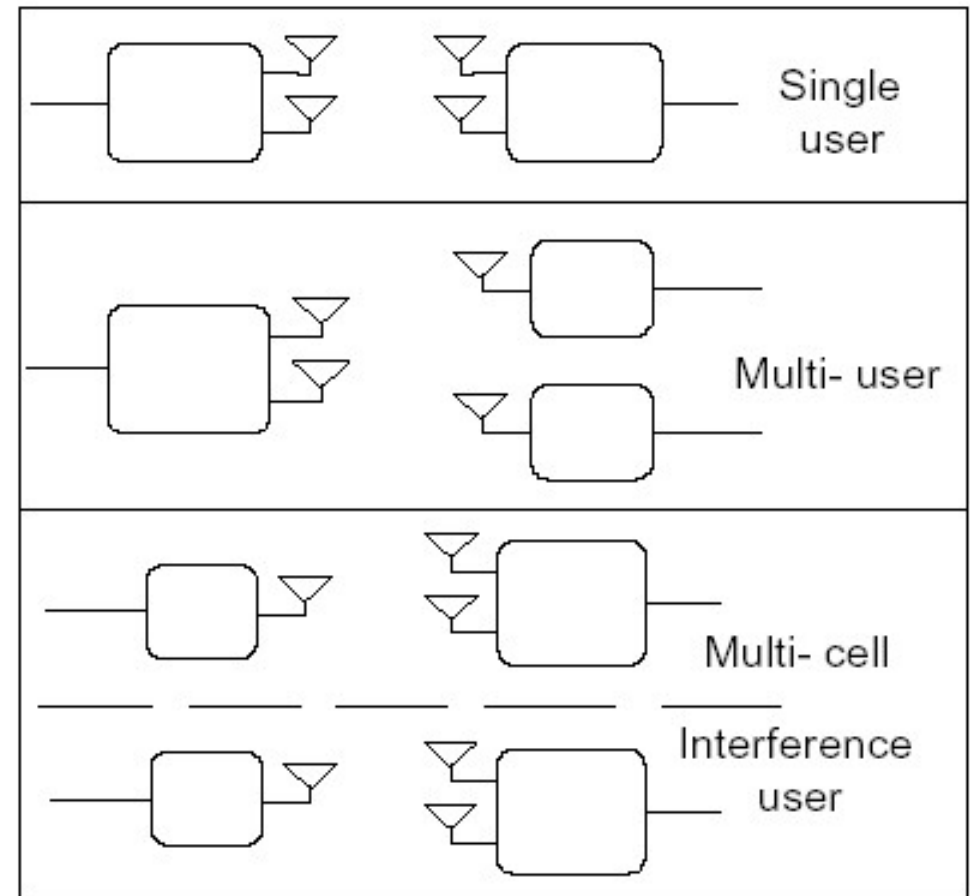 Single
user
Multi- user
Multi- cell
Interference
user